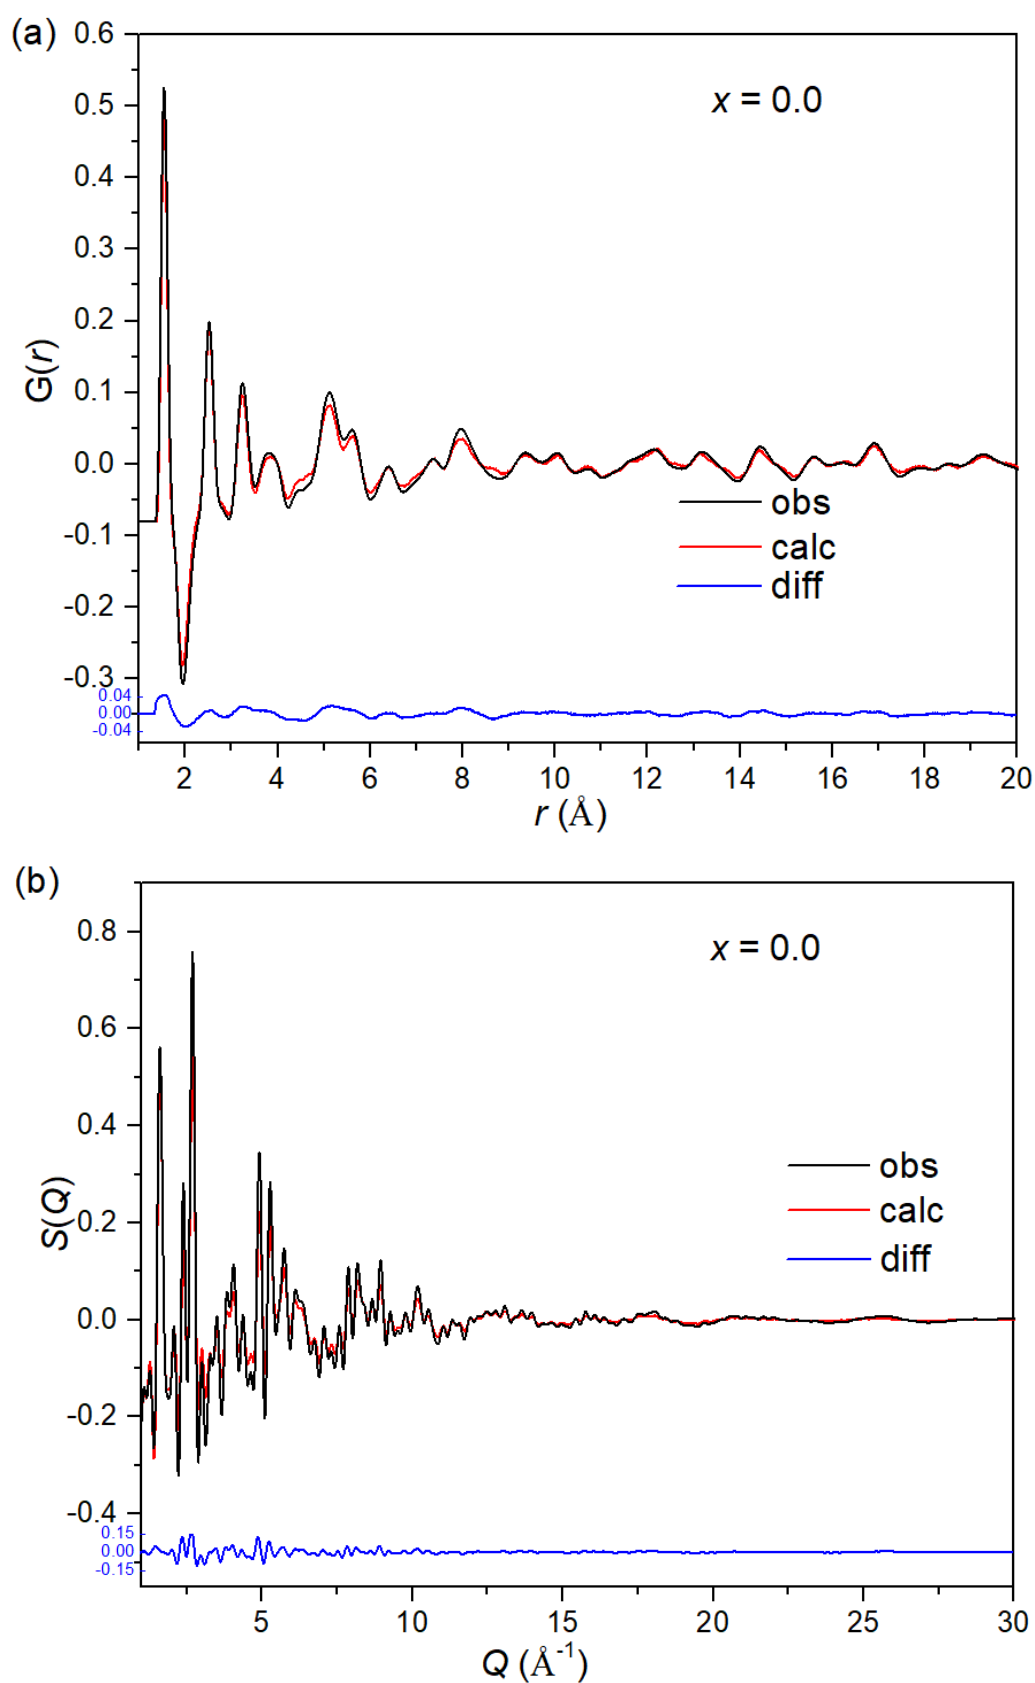 (a)
x = 0.0
G(r)
0.6
0.5
0.4
0.3
0.2
0.1
0.0
-0.1
-0.2
-0.3
obs
calc
diff
0.04
0.00
-0.04
2 4 6 8 10 12 14 16 18 20
r (Å)
(b)
x = 0.0
S(Q)
0.8
0.6
0.4
0.2
0.0
-0.2
-0.4
obs
calc
diff
0.15
0.00
-0.15
5 10 15 20 25 30
Q (Å-1)